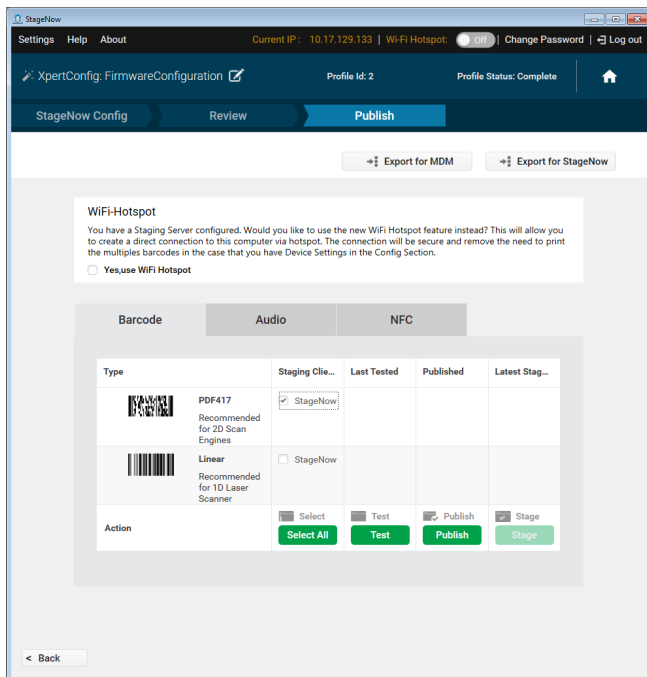 StageNow
Settings Help About Current IP : 10.17.129.133 | Wi-Fi Hotspot: Off | Change Password | Log out
XpertConfig: FirmwareConfiguration Profile Id: 2 Profile Status: Complete
StageNow Config Review Publish
Export for MDM Export for StageNow
WiFi-Hotspot
You have a Staging Server configured. Would you like to use the new WiFi Hotspot feature instead? This will allow you
to create a direct connection to this computer via hotspot. The connection will be secure and remove the need to print
the multiples barcodes in the case that you have Device Settings in the Config Section.
Yes,use WiFi Hotspot
Barcode Audio NFC
Type Staging Clie... Last Tested Published Latest Stag...
PDF417 StageNow
Recommended
for 2D Scan
Engines
Linear StageNow
Recommended
for 1D Laser
Scanner
Select Test Publish Stage
Action Select All Test Publish Stage
< Back